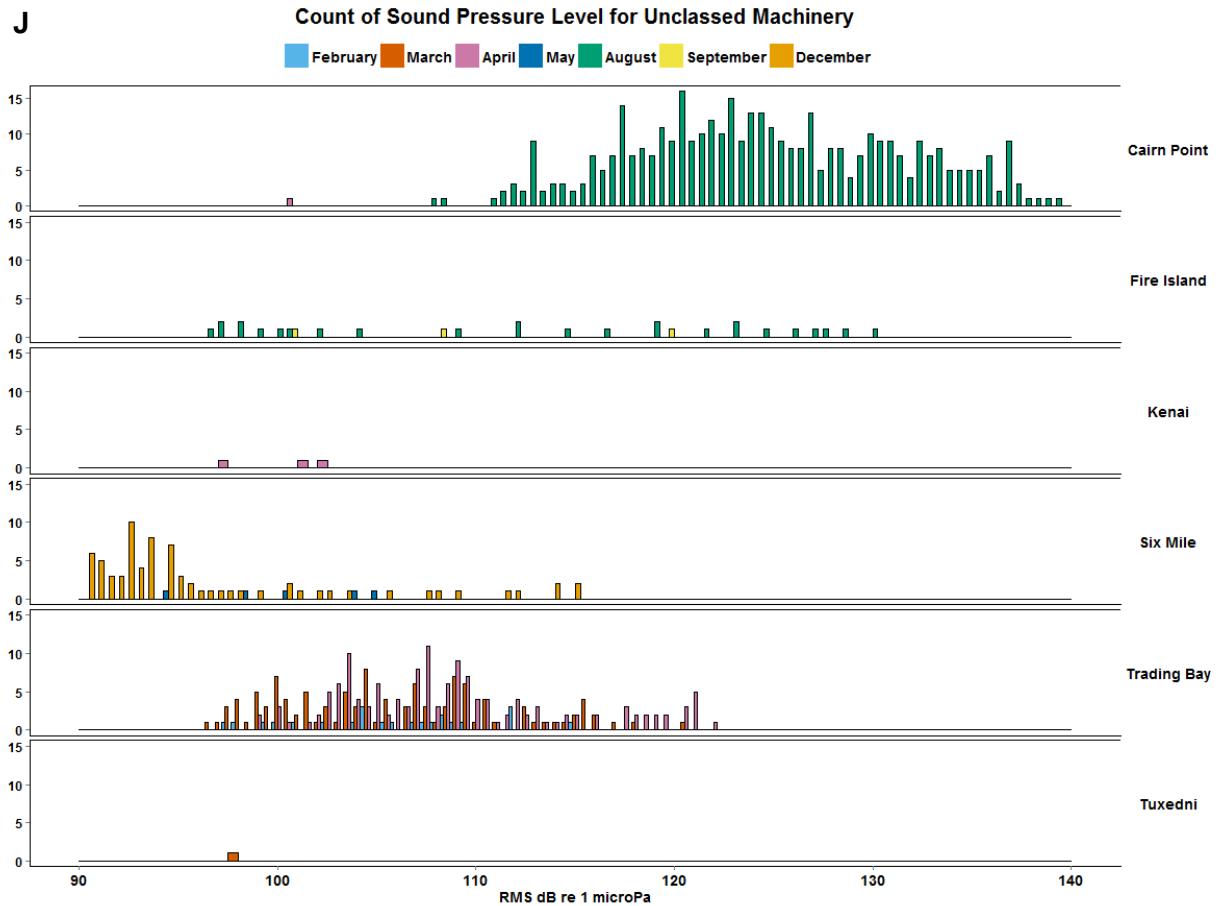 J
Count of Sound Pressure Level for Unclassed Machinery
February March April May August September December
15
10
5
0
Cairn Point
15
10
5
0
Fire Island
15
10
5
0
Kenai
15
10
5
0
Six Mile
15
10
5
0
Trading Bay
15
10
5
0
Tuxedni
90 100 110 120 130 140
RMS dB re 1 microPa